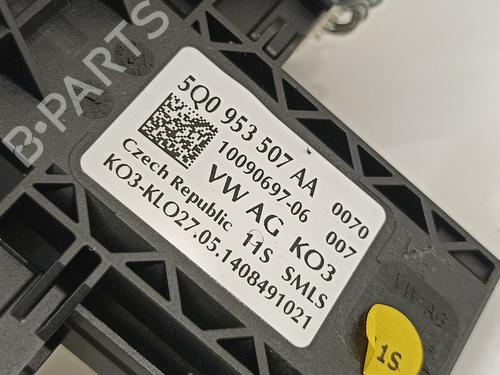 B-PARTS
5Q0 953 507 AA 0070
10090697-06 007
VW AG KO3
Czech Republic 11S SMLS
KO3-KLO27.05.1408491021
VW AG
1S